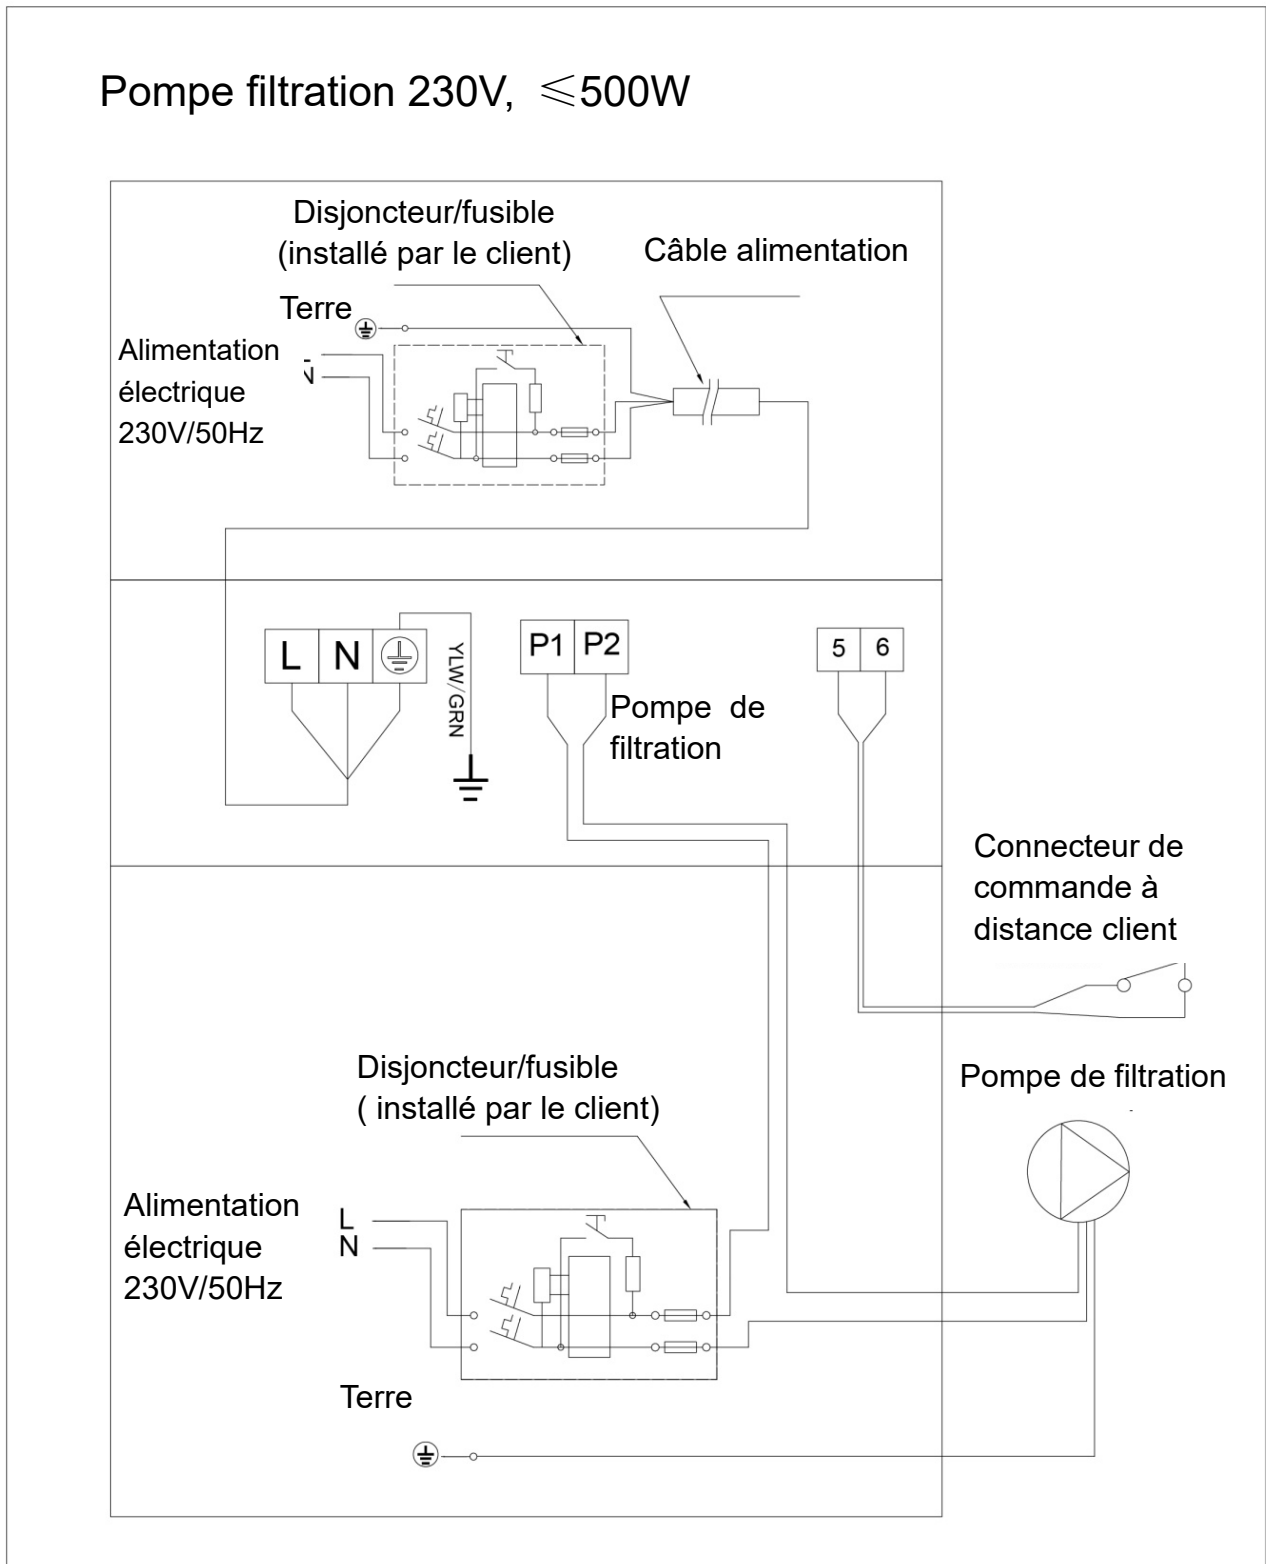 Pompe filtration 230V, ≤500W
Disjoncteur/fusible
(installé par le client)
Câble alimentation
Terre
Alimentation
électrique
230V/50Hz
N
L N
YLW/GRN
P1 P2
5 6
Pompe de
filtration
Connecteur de
commande à
distance client
Disjoncteur/fusible
( installé par le client)
Pompe de filtration
Alimentation
électrique
230V/50Hz
L
N
Terre